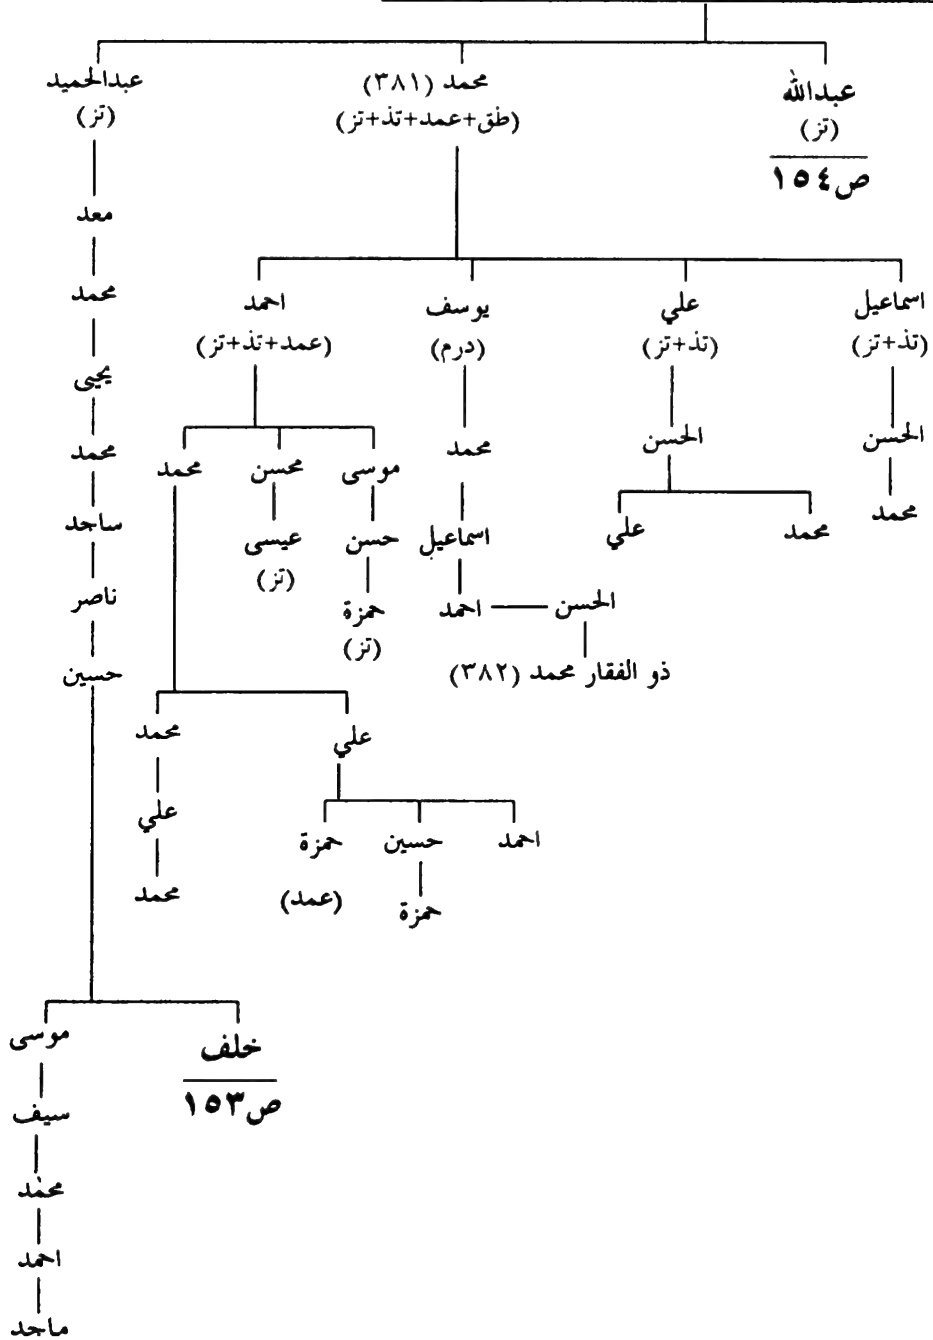 عبدالله
(تز)
ص١٥٤
محمد (٣٨١)
(طق+عمد+تذ+تز)
عبدالحميد
(تز)
اسماعيل
(تذ+تز)
الحسن
محمد
علي
(تذ+تز)
الحسن
محمد
علي
يوسف
(درم)
محمد
اسماعيل
احمد
الحسن
ذو الفقار محمد (٣٨٢)
احمد
(عمد+تذ+تز)
موسى
حسن
حمزة
(تز)
محسن
عيسى
(تز)
محمد
علي
احمد
حسين
حمزة
حمزة
(عمد)
محمد
علي
محمد
معد
محمد
يحيى
محمد
ساجد
ناصر
حسين
خلف
ص١٥٣
موسى
سيف
محمد
احمد
ماجد